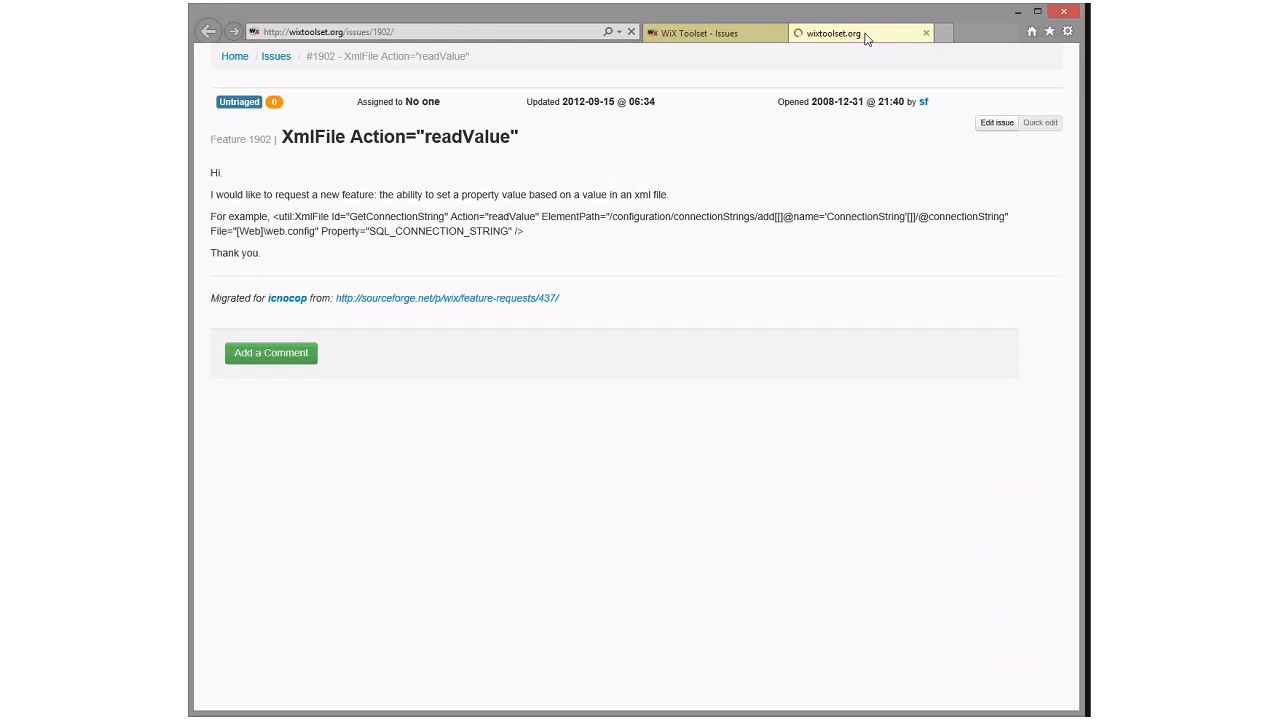 http://wixtoolset.org/issues/1902/
WiX Toolset - Issues
wixtoolset.org
Home / Issues / #1902 - XmlFile Action="readValue"
Untriaged 0 Assigned to No one Updated 2012-09-15 @ 06:34 Opened 2008-12-31 @ 21:40 by sf
Edit issue Quick edit
Feature 1902 | XmlFile Action="readValue"
Hi.
I would like to request a new feature: the ability to set a property value based on a value in an xml file.
For example, <util:XmlFile Id="GetConnectionString" Action="readValue" ElementPath="/configuration/connectionStrings/add[[]@name='ConnectionString'[]]/@connectionString"
File="[Web]\web.config" Property="SQL_CONNECTION_STRING" />
Thank you.
Migrated for icnocop from: http://sourceforge.net/p/wix/feature-requests/437/
Add a Comment